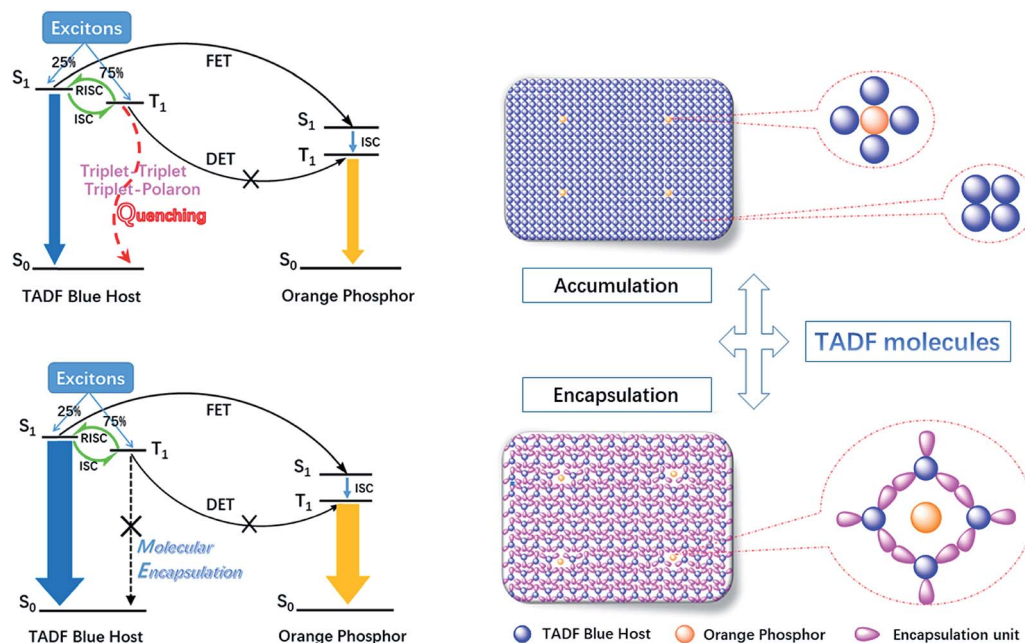 Excitons
25%
75%
S1
RISC
ISC
T1
FET
S1
ISC
T1
DET
Triplet-Triplet
Triplet-Polaron
Quenching
S0
S0
TADF Blue Host
Orange Phosphor
Excitons
25%
75%
S1
RISC
ISC
T1
FET
S1
ISC
T1
DET
Molecular
Encapsulation
S0
S0
TADF Blue Host
Orange Phosphor
Accumulation
TADF molecules
Encapsulation
TADF Blue Host
Orange Phosphor
Encapsulation unit